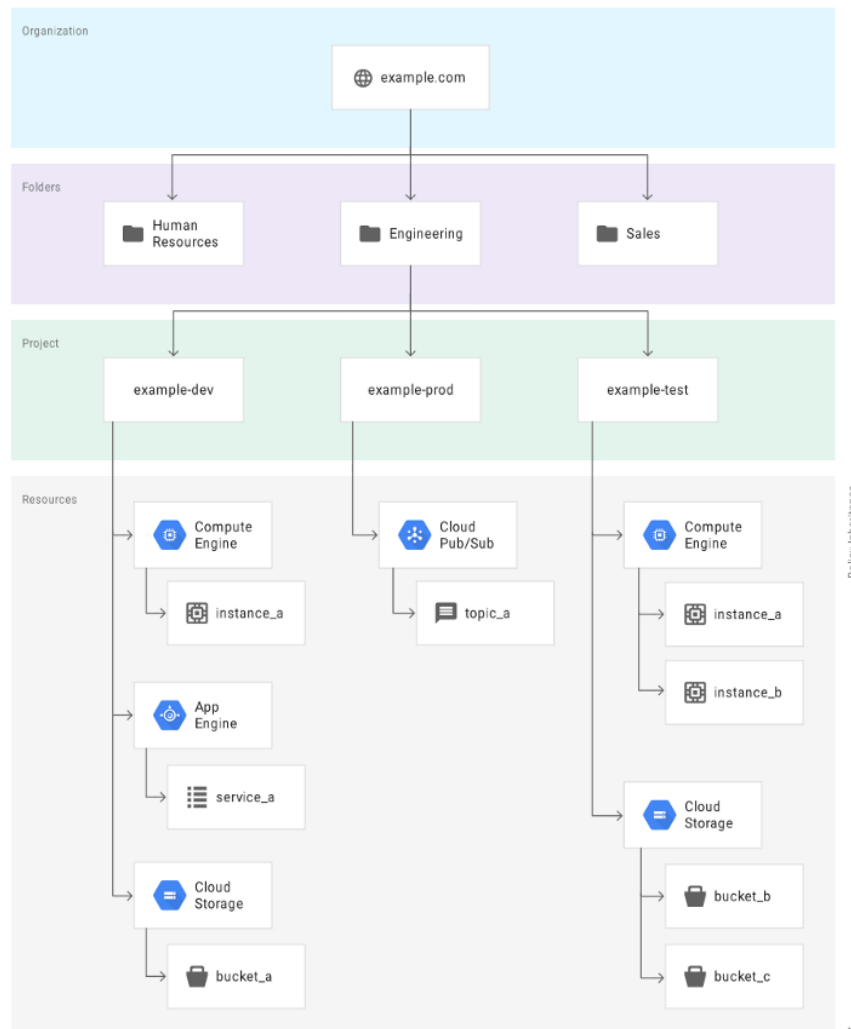 Organization
example.com
Folders
Human
Resources
Engineering
Sales
Project
example-dev
example-prod
example-test
Resources
Compute
Engine
instance_a
App
Engine
service_a
Cloud
Storage
bucket_a
Cloud
Pub/Sub
topic_a
Compute
Engine
instance_a
instance_b
Cloud
Storage
bucket_b
bucket_c